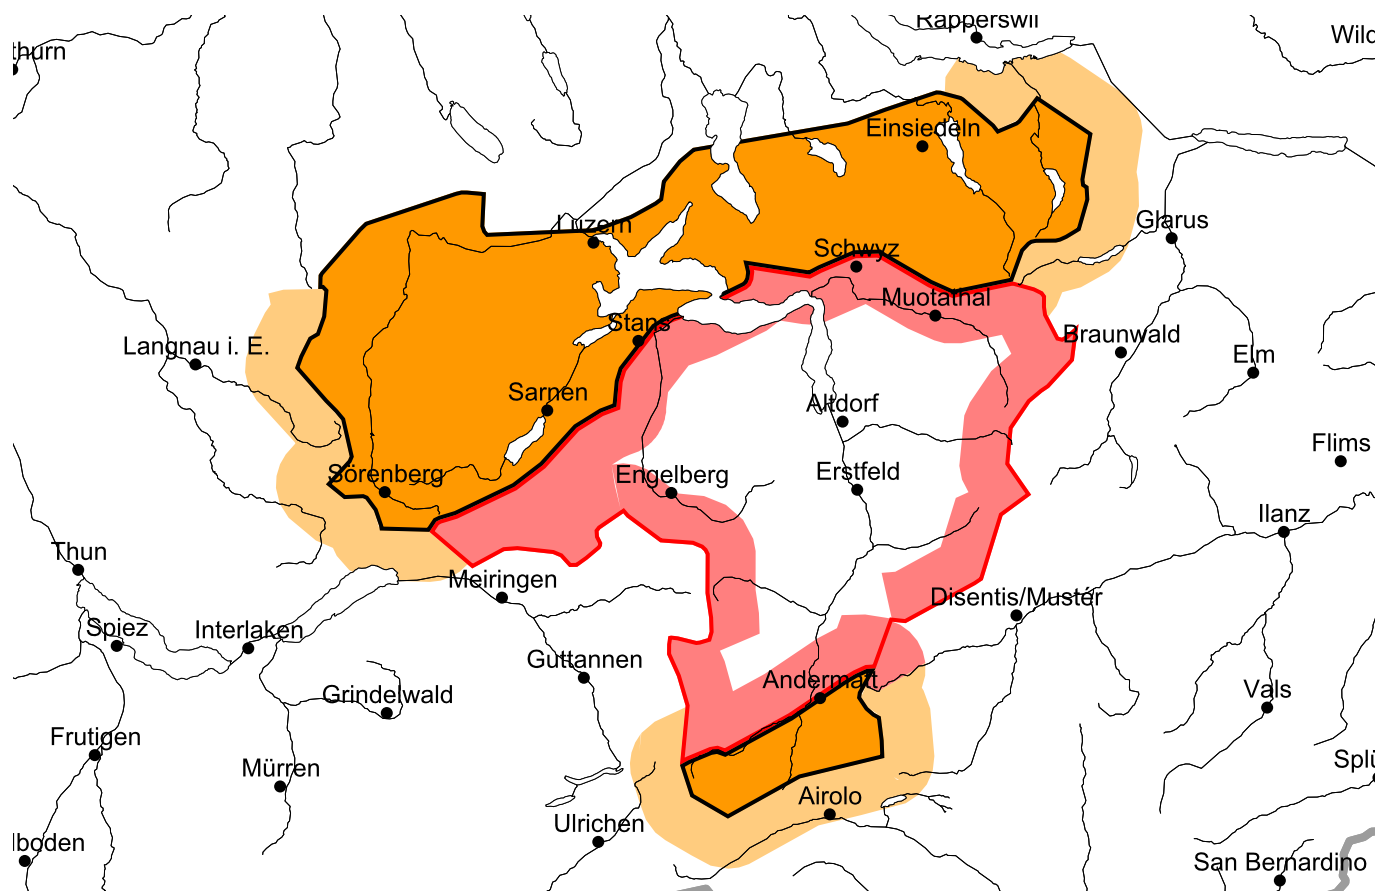 Rapperswil
Wild
thurn
Einsiedeln
Glarus
Luzern
Schwyz
Muotathal
Stans
Braunwald
Langnau i. E.
Elm
Sarnen
Altdorf
Flims
Sörenberg
Engelberg
Erstfeld
Ilanz
Thun
Meiringen
Disentis/Mustér
Spiez
Interlaken
Guttannen
Andermatt
Vals
Grindelwald
Frutigen
Mürren
Splü
Airolo
Ulrichen
lboden
San Bernardino